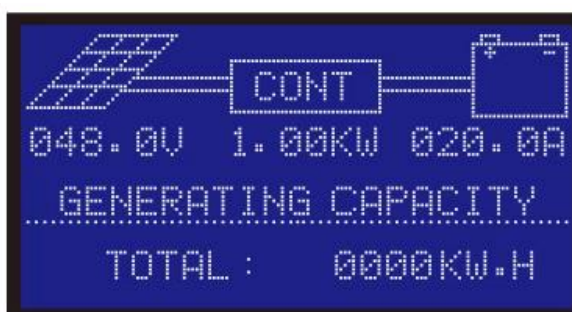 CONT
048.0V 1.00KW 020.0A
GENERATING CAPACITY
TOTAL: 0000KW.H